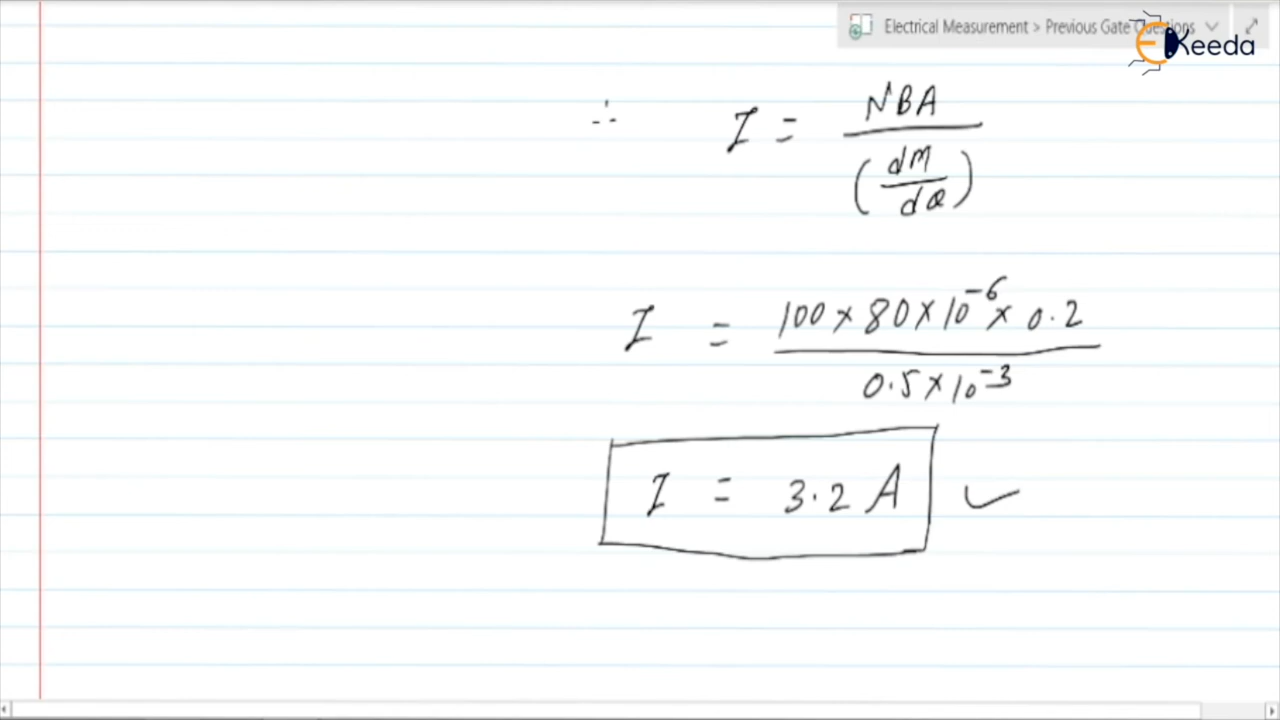 Electrical Measurement > Previous Gate Questions
EKeeda
∴ I = NBA / (dM/dθ)
I = 100 × 80 × 10⁻⁶ × 0.2 / 0.5 × 10⁻³
I = 3.2 A ✓